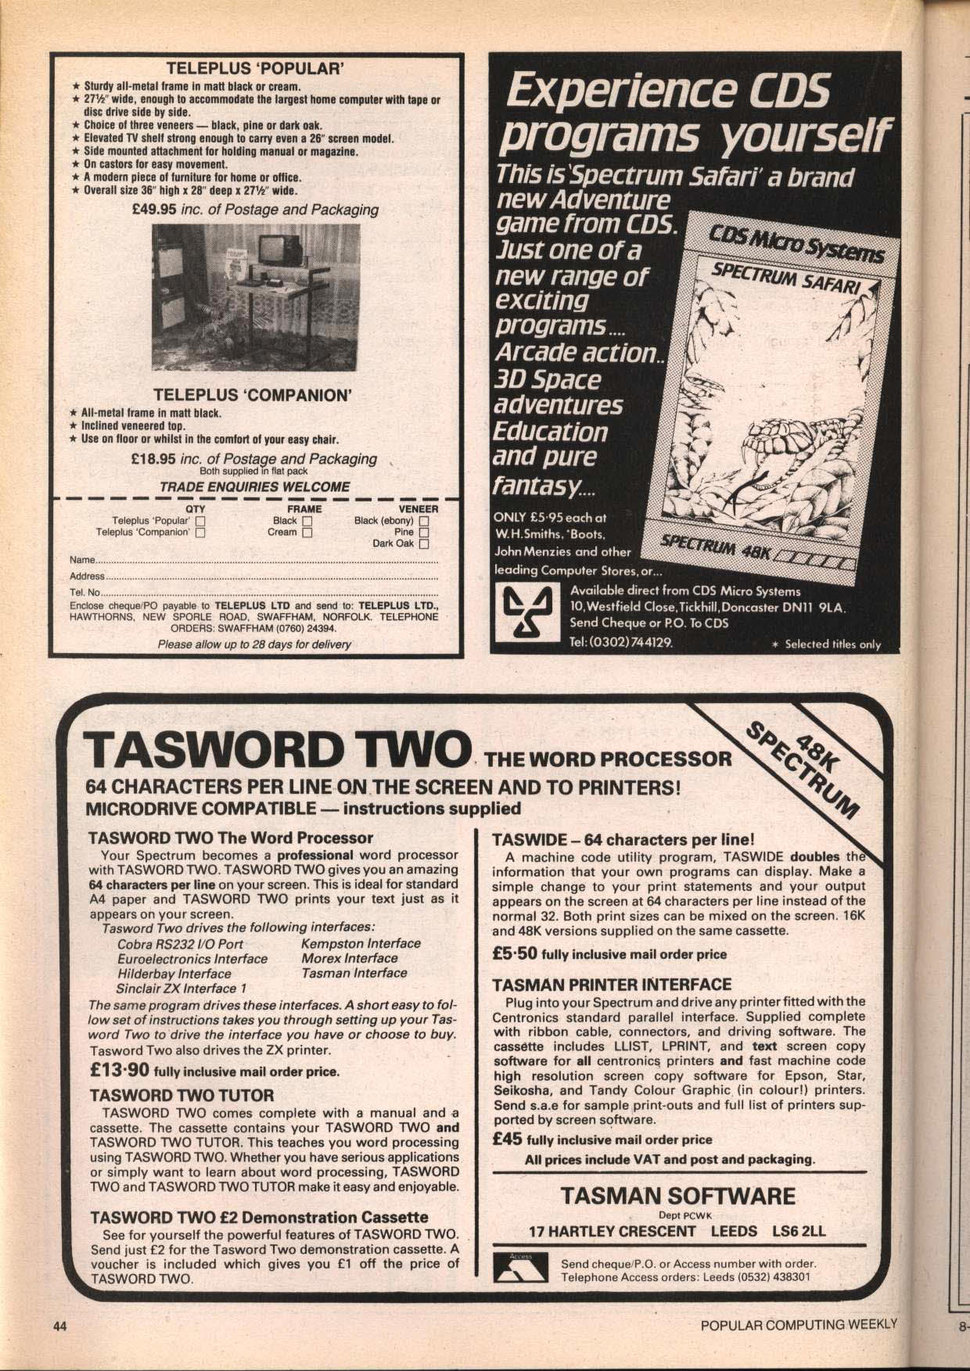 TELEPLUS ‘POPULAR’
★ Sturdy all-metal frame in matt black or cream.
★ 27½″ wide, enough to accommodate the largest home computer with tape or
disc drive side by side.
★ Choice of three veneers — black, pine or dark oak.
★ Elevated TV shelf strong enough to carry even a 26″ screen model.
★ Side mounted attachment for holding manual or magazine.
★ On castors for easy movement.
★ A modern piece of furniture for home or office.
★ Overall size 36″ high x 28″ deep x 27½″ wide.
£49.95 inc. of Postage and Packaging
TELEPLUS ‘COMPANION’
★ All-metal frame in matt black.
★ Inclined veneered top.
★ Use on floor or whilst in the comfort of your easy chair.
£18.95 inc. of Postage and Packaging
Both supplied in flat pack
TRADE ENQUIRIES WELCOME
QTY FRAME VENEER
Teleplus ‘Popular’ □ Black □ Black (ebony) □
Teleplus ‘Companion’ □ Cream □ Pine □
Dark Oak □
Name
Address
Tel. No
Enclose cheque/PO payable to TELEPLUS LTD and send to: TELEPLUS LTD.,
HAWTHORNS, NEW SPORLE ROAD, SWAFFHAM, NORFOLK. TELEPHONE
ORDERS: SWAFFHAM (0760) 24394.
Please allow up to 28 days for delivery
Experience CDS
programs yourself
This is ‘Spectrum Safari’ a brand
new Adventure
game from CDS.
Just one of a
new range of
exciting
programs....
Arcade action..
3D Space
adventures
Education
and pure
fantasy....
CDS Micro Systems
SPECTRUM SAFARI
SPECTRUM 48K
ONLY £5·95 each at
W.H.Smiths, *Boots,
John Menzies and other
leading Computer Stores, or...
Available direct from CDS Micro Systems
10, Westfield Close, Tickhill, Doncaster DN11 9LA.
Send Cheque or P.O. To CDS
Tel: (0302) 744129.
* Selected titles only
TASWORD TWO THE WORD PROCESSOR
48K
SPECTRUM
64 CHARACTERS PER LINE ON THE SCREEN AND TO PRINTERS!
MICRODRIVE COMPATIBLE — instructions supplied
TASWORD TWO The Word Processor
Your Spectrum becomes a professional word processor
with TASWORD TWO. TASWORD TWO gives you an amazing
64 characters per line on your screen. This is ideal for standard
A4 paper and TASWORD TWO prints your text just as it
appears on your screen.
Tasword Two drives the following interfaces:
Cobra RS232 I/O Port Kempston Interface
Euroelectronics Interface Morex Interface
Hilderbay Interface Tasman Interface
Sinclair ZX Interface 1
The same program drives these interfaces. A short easy to fol-
low set of instructions takes you through setting up your Tas-
word Two to drive the interface you have or choose to buy.
Tasword Two also drives the ZX printer.
£13·90 fully inclusive mail order price.
TASWORD TWO TUTOR
TASWORD TWO comes complete with a manual and a
cassette. The cassette contains your TASWORD TWO and
TASWORD TWO TUTOR. This teaches you word processing
using TASWORD TWO. Whether you have serious applications
or simply want to learn about word processing, TASWORD
TWO and TASWORD TWO TUTOR make it easy and enjoyable.
TASWORD TWO £2 Demonstration Cassette
See for yourself the powerful features of TASWORD TWO.
Send just £2 for the Tasword Two demonstration cassette. A
voucher is included which gives you £1 off the price of
TASWORD TWO.
TASWIDE – 64 characters per line!
A machine code utility program, TASWIDE doubles the
information that your own programs can display. Make a
simple change to your print statements and your output
appears on the screen at 64 characters per line instead of the
normal 32. Both print sizes can be mixed on the screen. 16K
and 48K versions supplied on the same cassette.
£5·50 fully inclusive mail order price
TASMAN PRINTER INTERFACE
Plug into your Spectrum and drive any printer fitted with the
Centronics standard parallel interface. Supplied complete
with ribbon cable, connectors, and driving software. The
cassette includes LLIST, LPRINT, and text screen copy
software for all centronics printers and fast machine code
high resolution screen copy software for Epson, Star,
Seikosha, and Tandy Colour Graphic (in colour!) printers.
Send s.a.e for sample print-outs and full list of printers sup-
ported by screen software.
£45 fully inclusive mail order price
All prices include VAT and post and packaging.
TASMAN SOFTWARE
Dept PCWK
17 HARTLEY CRESCENT LEEDS LS6 2LL
Access
Send cheque/P.O. or Access number with order.
Telephone Access orders: Leeds (0532) 438301
44
POPULAR COMPUTING WEEKLY
8-